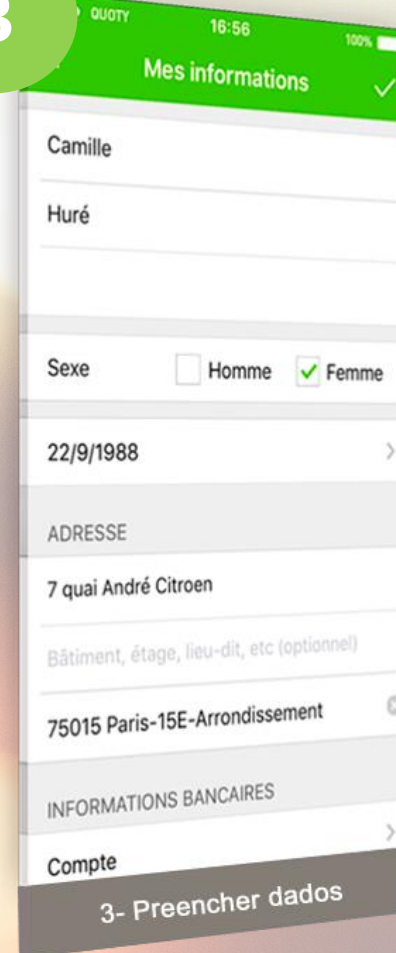 3
QUOTY 16:56 100%
Mes informations
Camille
Huré
Sexe Homme Femme
22/9/1988
ADRESSE
7 quai André Citroen
Bâtiment, étage, lieu-dit, etc (optionnel)
75015 Paris-15E-Arrondissement
INFORMATIONS BANCAIRES
Compte
3- Preencher dados